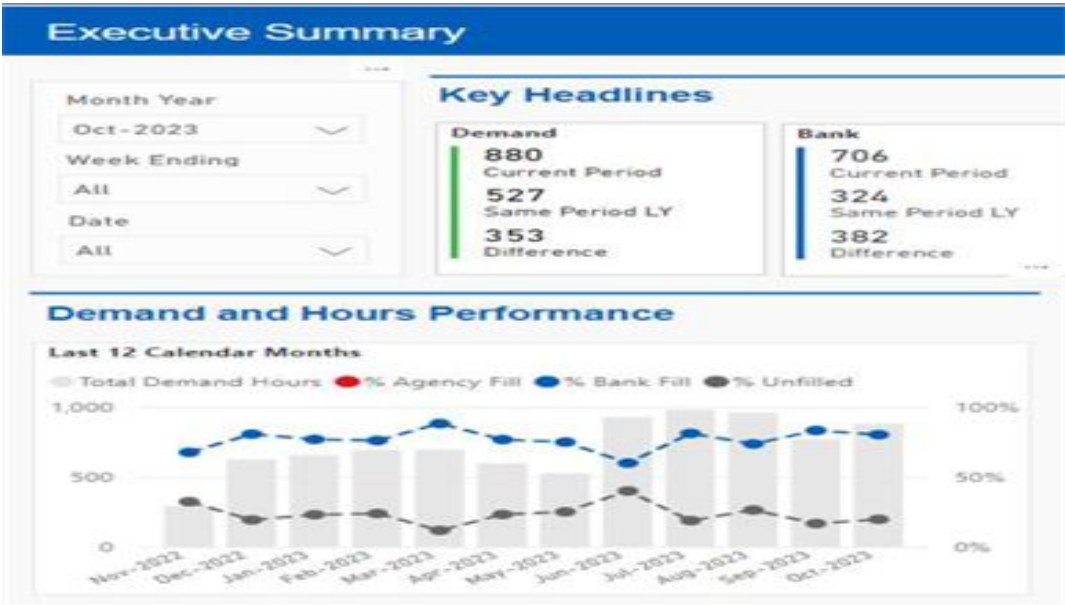 Executive Summary
Month Year
Oct-2023
Week Ending
All
Date
All
Key Headlines
Demand
880
Current Period
527
Same Period LY
353
Difference
Bank
706
Current Period
324
Same Period LY
382
Difference
Demand and Hours Performance
Last 12 Calendar Months
Total Demand Hours % Agency Fill % Bank Fill % Unfilled
1,000 100%
500 50%
0 0%
Nov-2022 Dec-2022 Jan-2023 Feb-2023 Mar-2023 Apr-2023 May-2023 Jun-2023 Jul-2023 Aug-2023 Sep-2023 Oct-2023